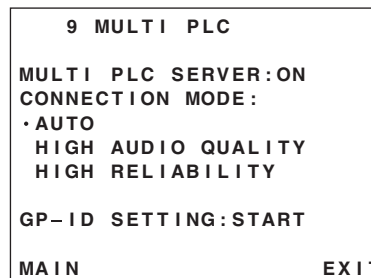 9 MULTI PLC
MULTI PLC SERVER:ON
CONNECTION MODE:
・AUTO
HIGH AUDIO QUALITY
HIGH RELIABILITY
GP–ID SETTING:START
MAIN EXIT